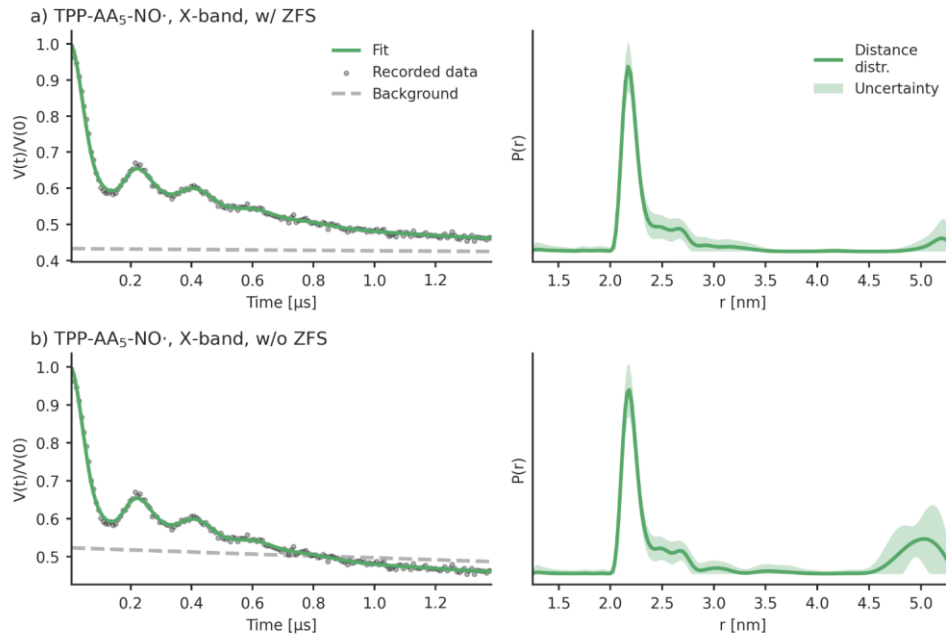 a) TPP-AA₅-NO·, X-band, w/ ZFS
1.0
0.9
0.8
0.7
0.6
0.5
0.4
V(t)/V(0)
Fit
Recorded data
Background
0.2 0.4 0.6 0.8 1.0 1.2
Time [µs]
P(r)
Distance
distr.
Uncertainty
1.5 2.0 2.5 3.0 3.5 4.0 4.5 5.0
r [nm]
b) TPP-AA₅-NO·, X-band, w/o ZFS
1.0
0.9
0.8
0.7
0.6
0.5
V(t)/V(0)
0.2 0.4 0.6 0.8 1.0 1.2
Time [µs]
P(r)
1.5 2.0 2.5 3.0 3.5 4.0 4.5 5.0
r [nm]